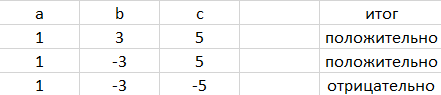 a b c итог
1 3 5 положительно
1 -3 5 положительно
1 -3 -5 отрицательно